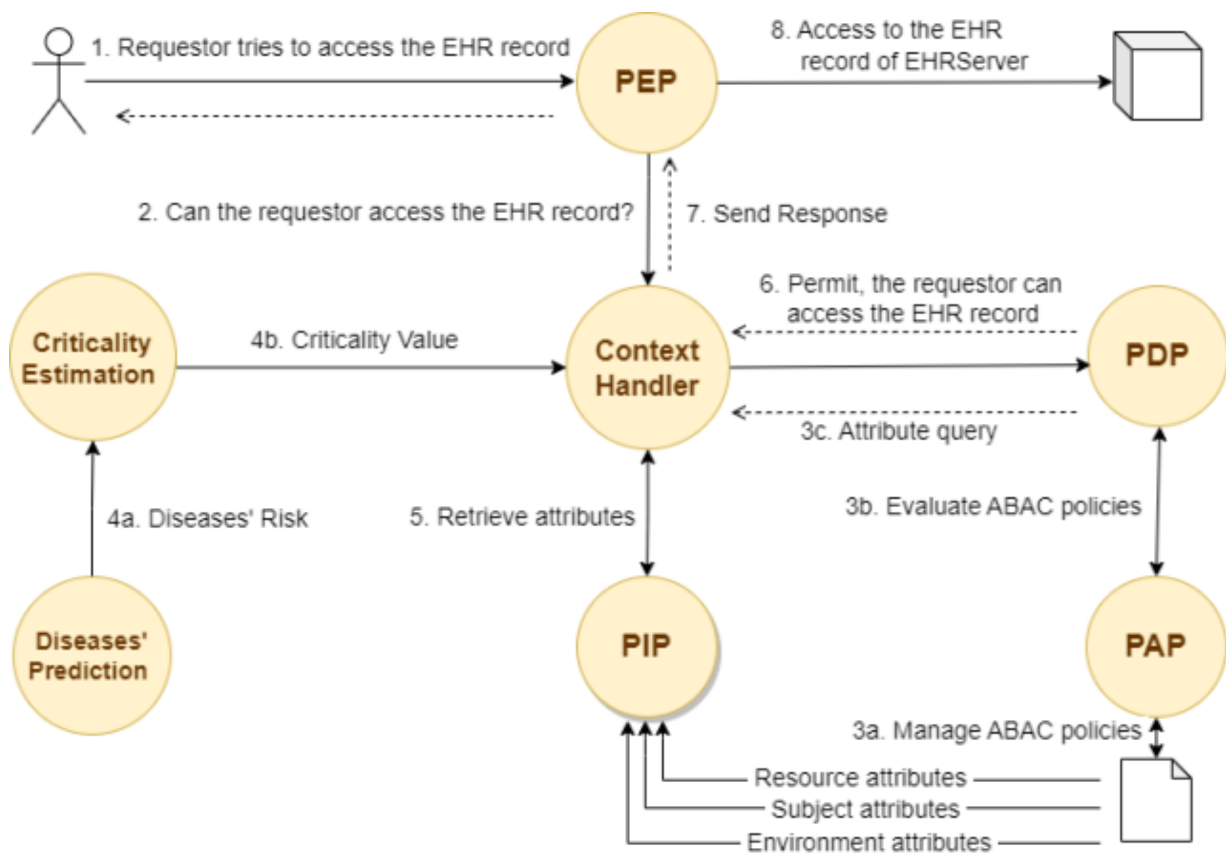 1. Requestor tries to access the EHR record
PEP
8. Access to the EHR
record of EHRServer
2. Can the requestor access the EHR record?
7. Send Response
Criticality
Estimation
4b. Criticality Value
Context
Handler
6. Permit, the requestor can
access the EHR record
PDP
3c. Attribute query
4a. Diseases' Risk
5. Retrieve attributes
3b. Evaluate ABAC policies
Diseases'
Prediction
PIP
PAP
3a. Manage ABAC policies
Resource attributes
Subject attributes
Environment attributes